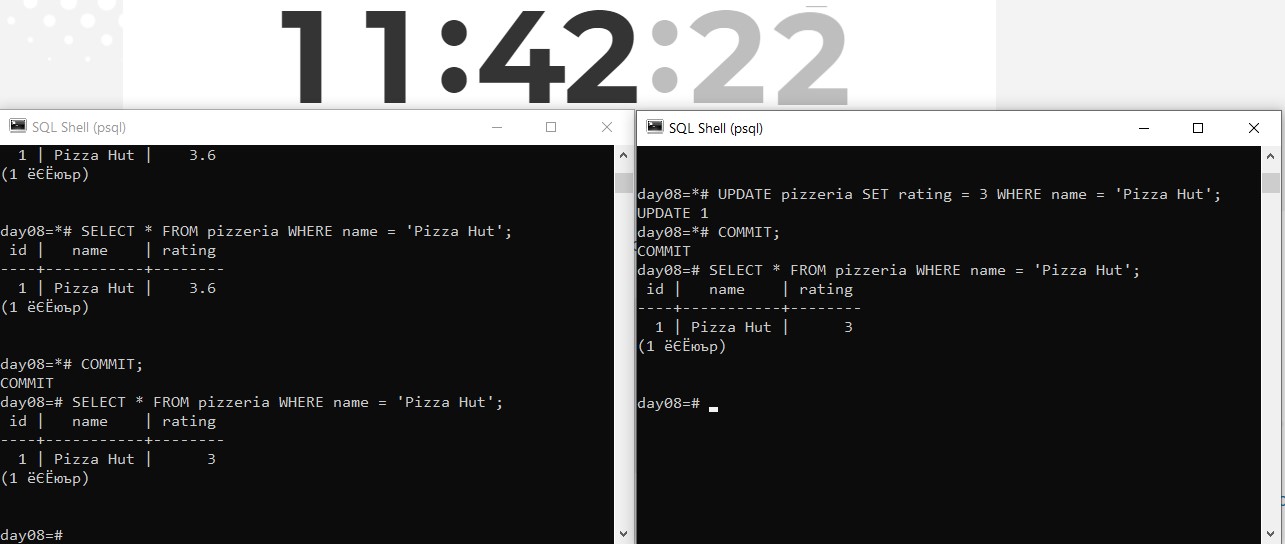 11:42:22
SQL Shell (psql)
  1 | Pizza Hut |    3.6
(1 ёЄЁюър)
day08=*# SELECT * FROM pizzeria WHERE name = 'Pizza Hut';
 id |   name    | rating
----+-----------+--------
  1 | Pizza Hut |    3.6
(1 ёЄЁюър)
day08=*# COMMIT;
COMMIT
day08=# SELECT * FROM pizzeria WHERE name = 'Pizza Hut';
 id |   name    | rating
----+-----------+--------
  1 | Pizza Hut |      3
(1 ёЄЁюър)
day08=#
SQL Shell (psql)
day08=*# UPDATE pizzeria SET rating = 3 WHERE name = 'Pizza Hut';
UPDATE 1
day08=*# COMMIT;
COMMIT
day08=# SELECT * FROM pizzeria WHERE name = 'Pizza Hut';
 id |   name    | rating
----+-----------+--------
  1 | Pizza Hut |      3
(1 ёЄЁюър)
day08=#